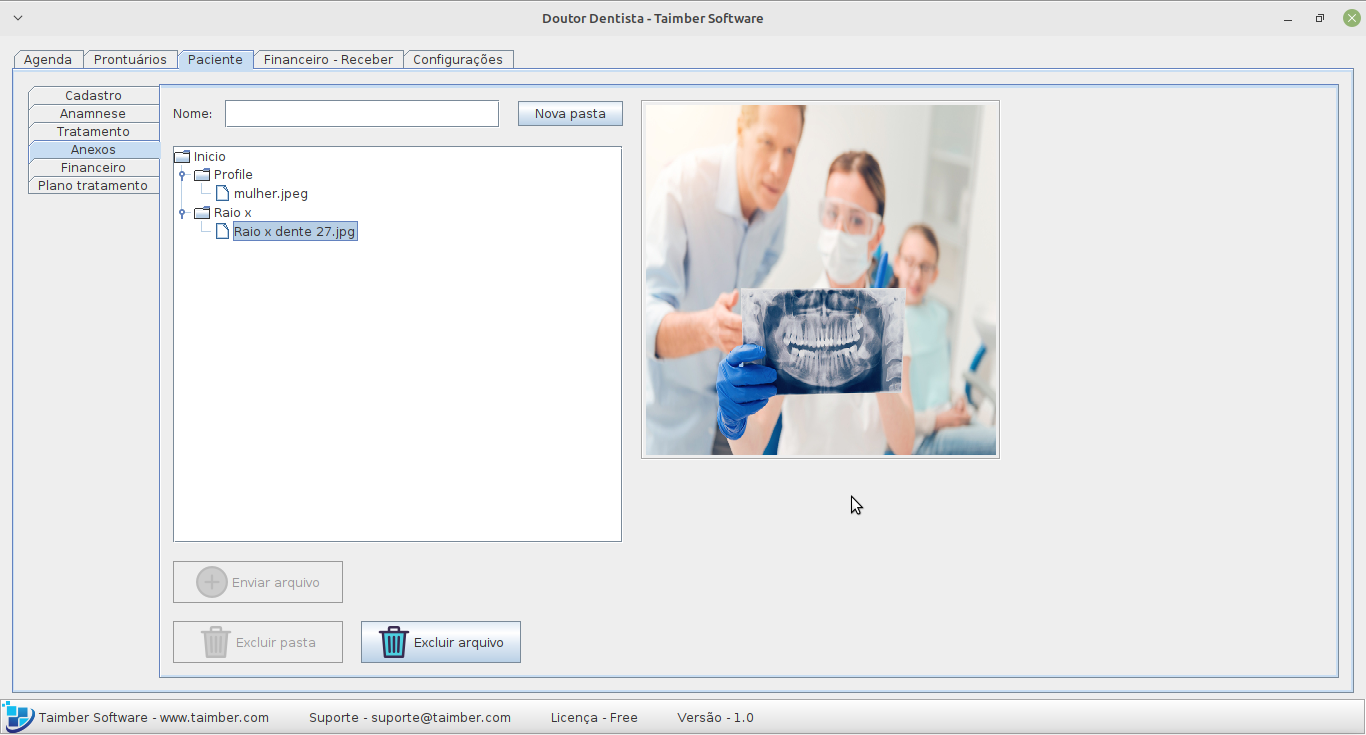 Doutor Dentista - Taimber Software
Agenda
Prontuários
Paciente
Financeiro - Receber
Configurações
Cadastro
Anamnese
Tratamento
Anexos
Financeiro
Plano tratamento
Nome:
Nova pasta
Inicio
Profile
mulher.jpeg
Raio x
Raio x dente 27.jpg
Enviar arquivo
Excluir pasta
Excluir arquivo
Taimber Software - www.taimber.com
Suporte - suporte@taimber.com
Licença - Free
Versão - 1.0